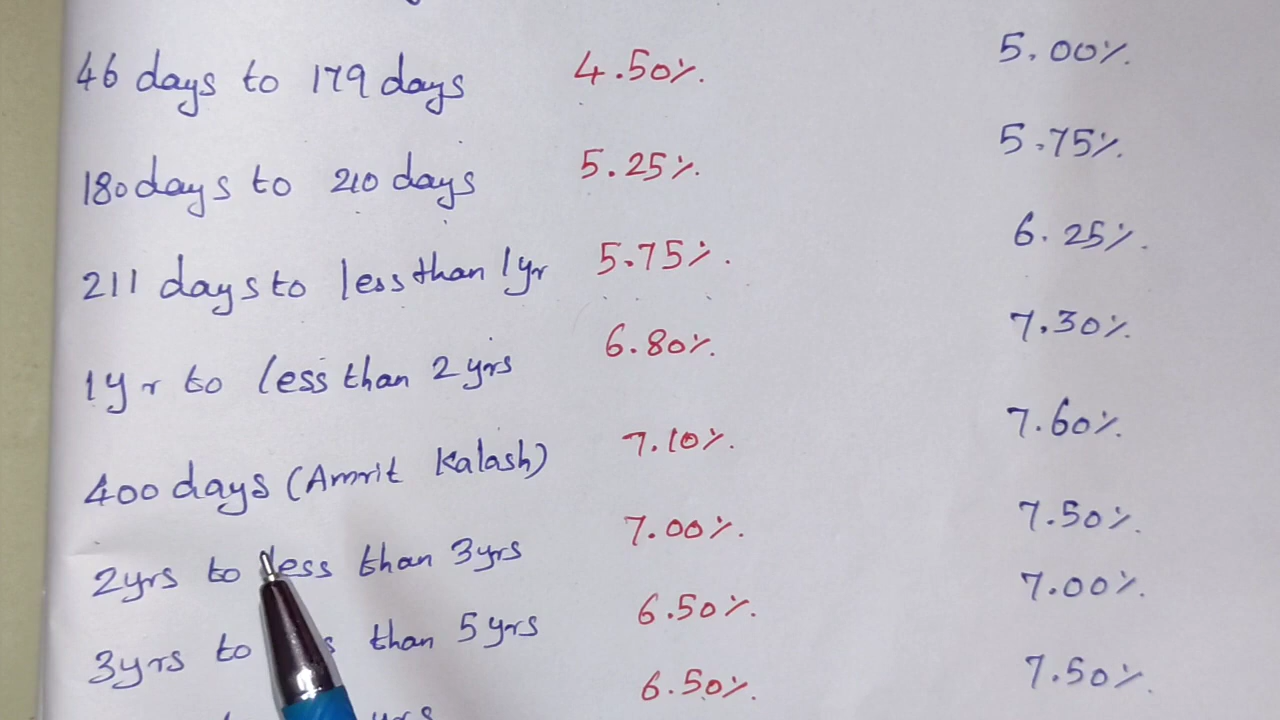 46 days to 179 days 4.50% 5.00%
180 days to 210 days 5.25% 5.75%
211 days to less than 1yr 5.75% 6.25%
1yr to less than 2yrs 6.80% 7.30%
400 days (Amrit Kalash) 7.10% 7.60%
2yrs to less than 3yrs 7.00% 7.50%
3yrs to than 5yrs 6.50% 7.00%
yrs 6.50% 7.50%